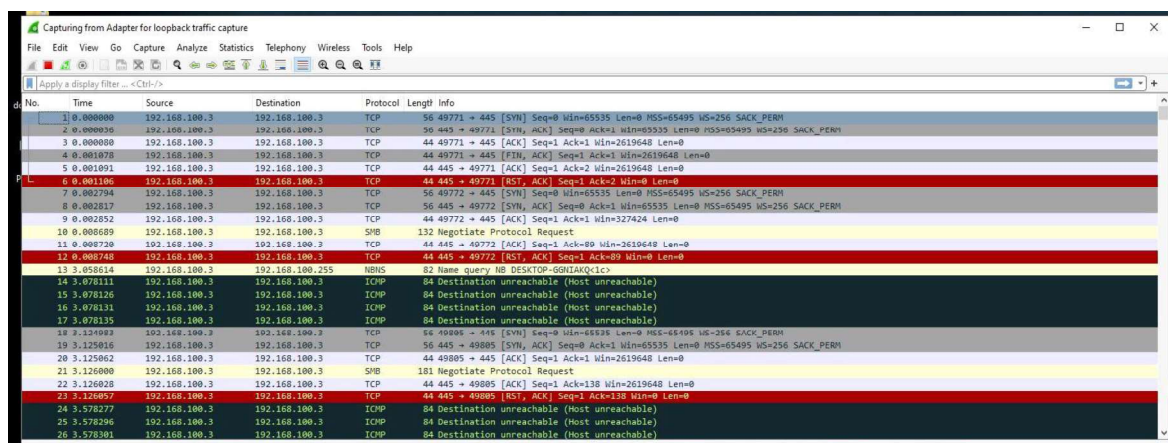 Capturing from Adapter for loopback traffic capture
File Edit View Go Capture Analyze Statistics Telephony Wireless Tools Help
Apply a display filter ... <Ctrl-/>
No. Time Source Destination Protocol Length Info
1 0.000000 192.168.100.3 192.168.100.3 TCP 56 49771 → 445 [SYN] Seq=0 Win=65535 Len=0 MSS=65495 WS=256 SACK_PERM
2 0.000036 192.168.100.3 192.168.100.3 TCP 56 445 → 49771 [SYN, ACK] Seq=0 Ack=1 Win=65535 Len=0 MSS=65495 WS=256 SACK_PERM
3 0.000080 192.168.100.3 192.168.100.3 TCP 44 49771 → 445 [ACK] Seq=1 Ack=1 Win=2619648 Len=0
4 0.001078 192.168.100.3 192.168.100.3 TCP 44 49771 → 445 [FIN, ACK] Seq=1 Ack=1 Win=2619648 Len=0
5 0.001091 192.168.100.3 192.168.100.3 TCP 44 445 → 49771 [ACK] Seq=1 Ack=2 Win=2619648 Len=0
6 0.001106 192.168.100.3 192.168.100.3 TCP 44 445 → 49771 [RST, ACK] Seq=1 Ack=2 Win=0 Len=0
7 0.002794 192.168.100.3 192.168.100.3 TCP 56 49772 → 445 [SYN] Seq=0 Win=65535 Len=0 MSS=65495 WS=256 SACK_PERM
8 0.002817 192.168.100.3 192.168.100.3 TCP 56 445 → 49772 [SYN, ACK] Seq=0 Ack=1 Win=65535 Len=0 MSS=65495 WS=256 SACK_PERM
9 0.002852 192.168.100.3 192.168.100.3 TCP 44 49772 → 445 [ACK] Seq=1 Ack=1 Win=327424 Len=0
10 0.008689 192.168.100.3 192.168.100.3 SMB 132 Negotiate Protocol Request
11 0.008720 192.168.100.3 192.168.100.3 TCP 44 445 → 49772 [ACK] Seq=1 Ack=89 Win=2619648 Len=0
12 0.008748 192.168.100.3 192.168.100.3 TCP 44 445 → 49772 [RST, ACK] Seq=1 Ack=89 Win=0 Len=0
13 3.058614 192.168.100.3 192.168.100.255 NBNS 82 Name query NB DESKTOP-GGNIAKQ<1c>
14 3.078111 192.168.100.3 192.168.100.3 ICMP 84 Destination unreachable (Host unreachable)
15 3.078126 192.168.100.3 192.168.100.3 ICMP 84 Destination unreachable (Host unreachable)
16 3.078131 192.168.100.3 192.168.100.3 ICMP 84 Destination unreachable (Host unreachable)
17 3.078135 192.168.100.3 192.168.100.3 ICMP 84 Destination unreachable (Host unreachable)
18 3.124983 192.168.100.3 192.168.100.3 TCP 56 49805 → 445 [SYN] Seq=0 Win=65535 Len=0 MSS=65495 WS=256 SACK_PERM
19 3.125016 192.168.100.3 192.168.100.3 TCP 56 445 → 49805 [SYN, ACK] Seq=0 Ack=1 Win=65535 Len=0 MSS=65495 WS=256 SACK_PERM
20 3.125062 192.168.100.3 192.168.100.3 TCP 44 49805 → 445 [ACK] Seq=1 Ack=1 Win=2619648 Len=0
21 3.126000 192.168.100.3 192.168.100.3 SMB 181 Negotiate Protocol Request
22 3.126028 192.168.100.3 192.168.100.3 TCP 44 445 → 49805 [ACK] Seq=1 Ack=138 Win=2619648 Len=0
23 3.126057 192.168.100.3 192.168.100.3 TCP 44 445 → 49805 [RST, ACK] Seq=1 Ack=138 Win=0 Len=0
24 3.578277 192.168.100.3 192.168.100.3 ICMP 84 Destination unreachable (Host unreachable)
25 3.578296 192.168.100.3 192.168.100.3 ICMP 84 Destination unreachable (Host unreachable)
26 3.578301 192.168.100.3 192.168.100.3 ICMP 84 Destination unreachable (Host unreachable)